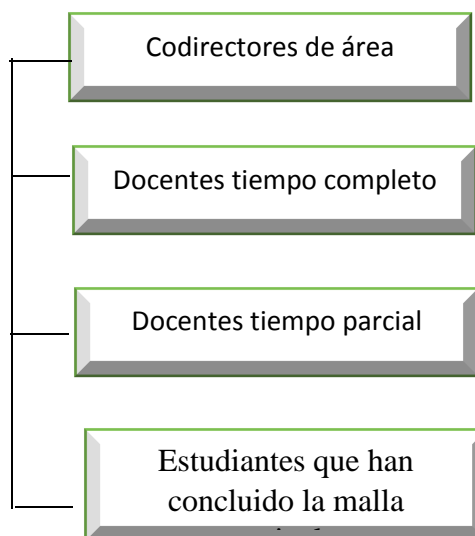 Codirectores de área
Docentes tiempo completo
Docentes tiempo parcial
Estudiantes que han
concluido la malla